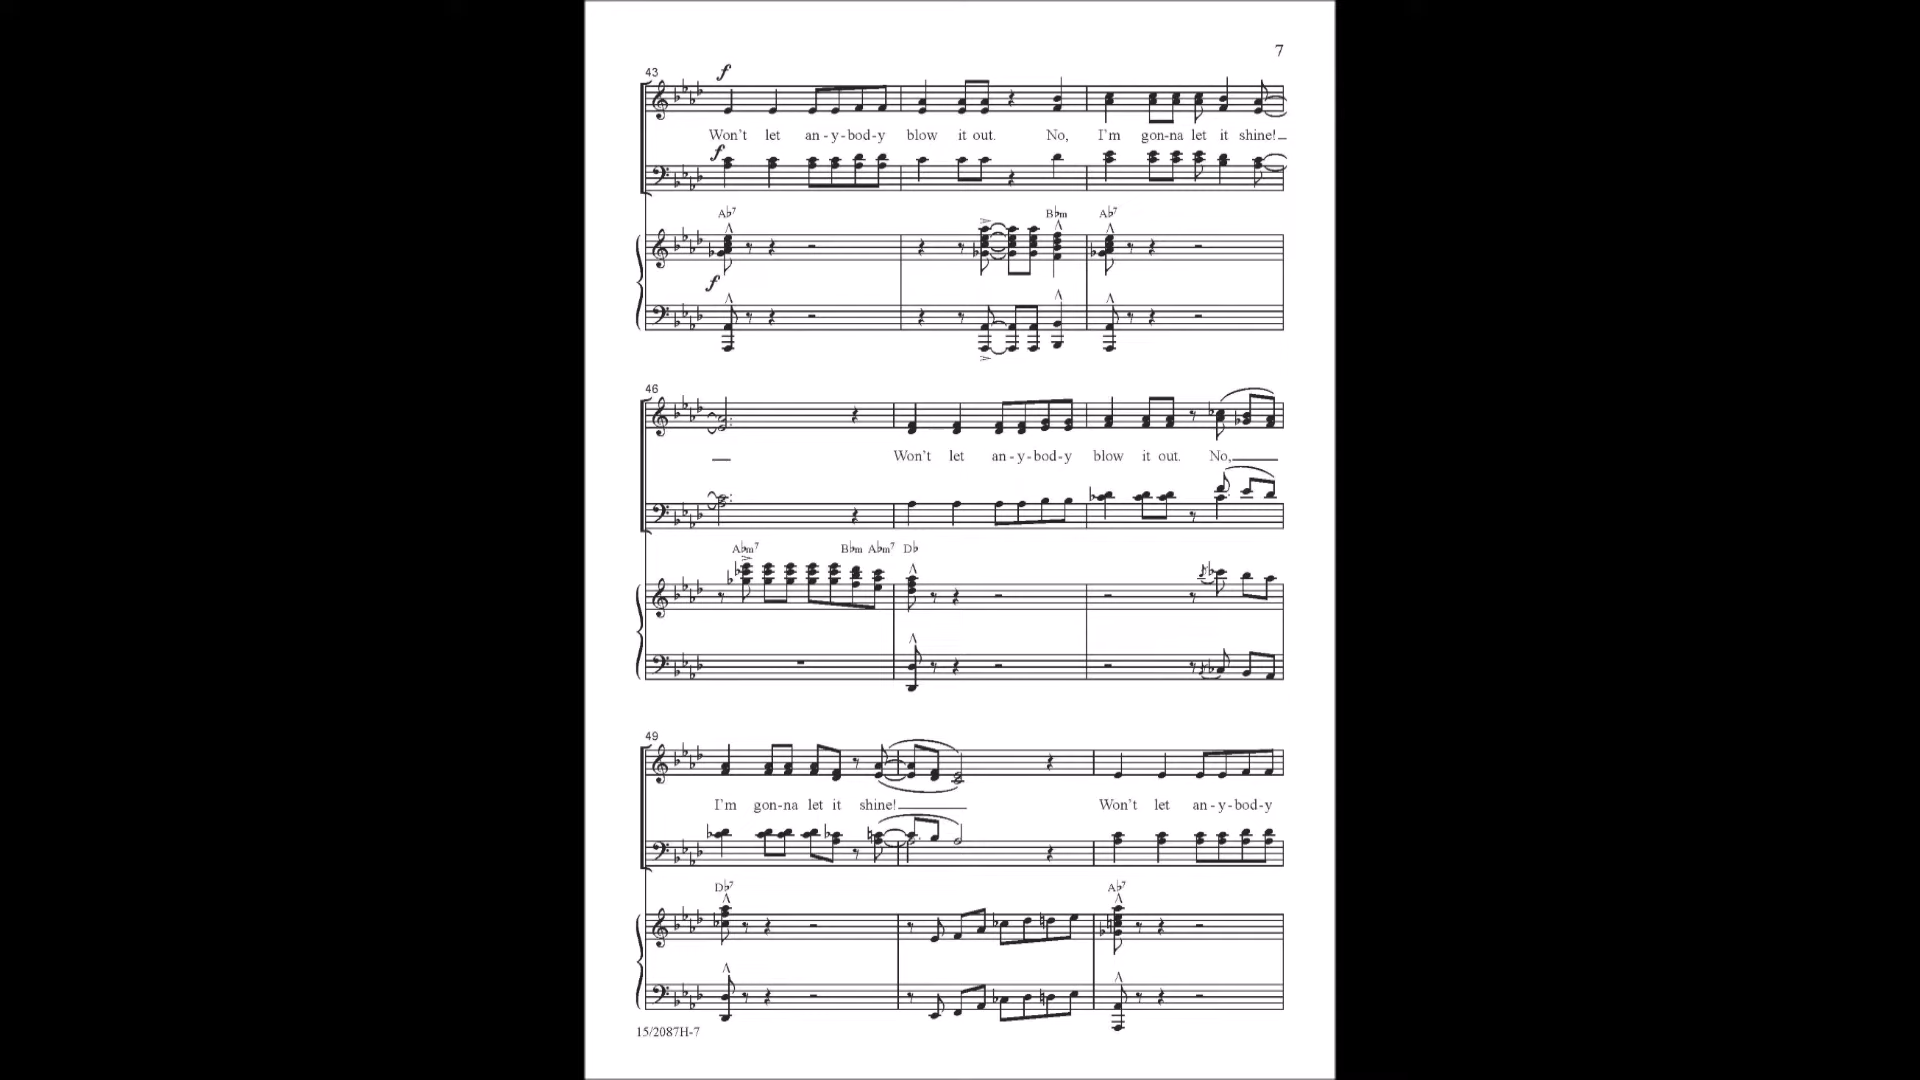 7
43
f
Won't let an - y - bod - y blow it out. No, I'm gon - na let it shine!
f
A♭7 B♭m A♭7
f
46
Won't let an - y - bod - y blow it out. No,
A♭m7 B♭m A♭m7 D♭
49
I'm gon - na let it shine! Won't let an - y - bod - y
D♭7 A♭7
15/2087H-7